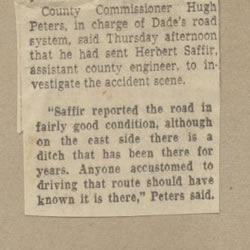 County Commissioner Hugh
Peters, in charge of Dade's road
system, said Thursday afternoon
that he had sent Herbert Saffir,
assistant county engineer, to in-
vestigate the accident scene.
"Saffir reported the road in
fairly good condition, although
on the east side there is a
ditch that has been there for
years. Anyone accustomed to
driving that route should have
known it is there," Peters said.